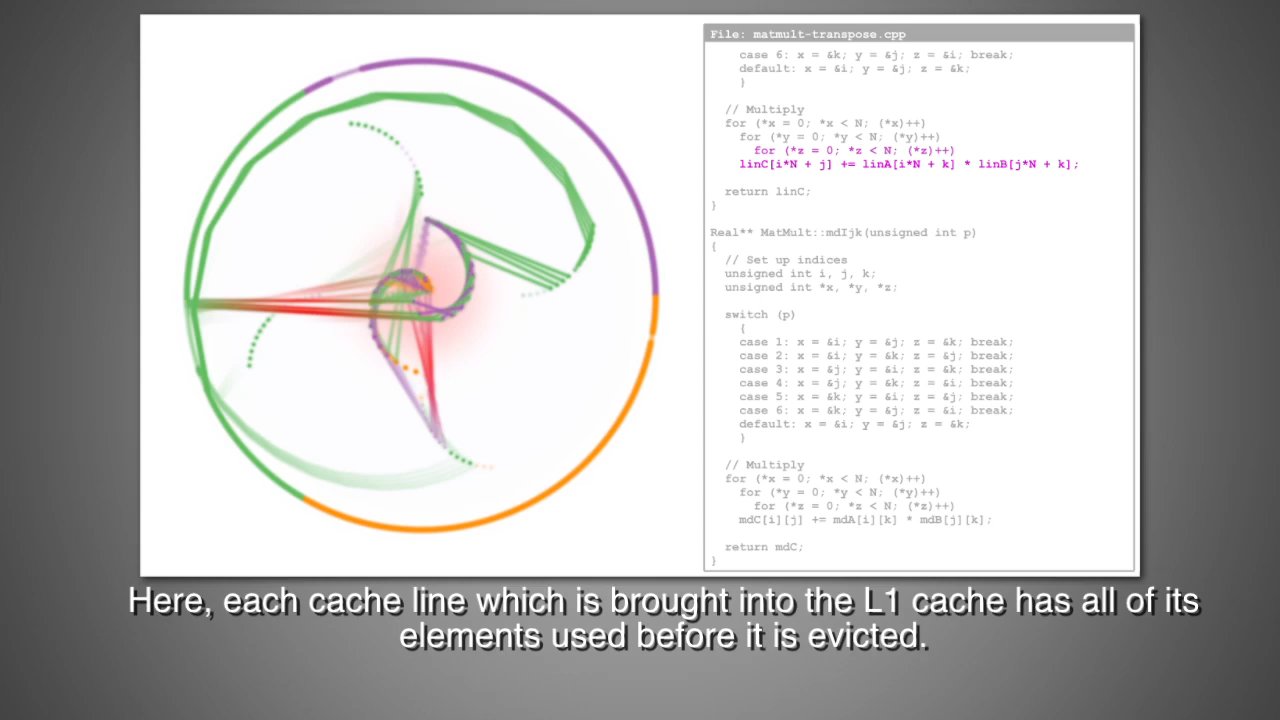 File: matmult-transpose.cpp
case 6: x = &k; y = &j; z = &i; break;
default: x = &i; y = &j; z = &k;
}
// Multiply
for (*x = 0; *x < N; (*x)++)
for (*y = 0; *y < N; (*y)++)
for (*z = 0; *z < N; (*z)++)
linC[i*N + j] += linA[i*N + k] * linB[j*N + k];
return linC;
}
Real** MatMult::mdIjk(unsigned int p)
{
// Set up indices
unsigned int i, j, k;
unsigned int *x, *y, *z;
switch (p)
{
case 1: x = &i; y = &j; z = &k; break;
case 2: x = &i; y = &k; z = &j; break;
case 3: x = &j; y = &i; z = &k; break;
case 4: x = &j; y = &k; z = &i; break;
case 5: x = &k; y = &i; z = &j; break;
case 6: x = &k; y = &j; z = &i; break;
default: x = &i; y = &j; z = &k;
}
// Multiply
for (*x = 0; *x < N; (*x)++)
for (*y = 0; *y < N; (*y)++)
for (*z = 0; *z < N; (*z)++)
mdC[i][j] += mdA[i][k] * mdB[j][k];
return mdC;
}
Here, each cache line which is brought into the L1 cache has all of its
elements used before it is evicted.